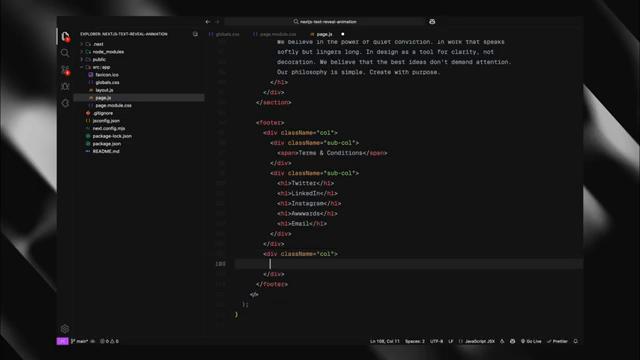 nextjs-text-reveal-animation
EXPLORER: NEXTJS-TEXT-REVEAL-ANIMATION
globals.css
page.module.css
page.js
.next
node_modules
public
src/app
favicon.ico
globals.css
layout.js
page.js
page.module.css
.gitignore
jsconfig.json
next.config.mjs
package-lock.json
package.json
README.md
We believe in the power of quiet conviction. In work that speaks
softly but lingers long. In design as a tool for clarity, not
decoration. We believe that the best ideas don't demand attention.
Our philosophy is simple. Create with purpose.
</h1>
</div>
</section>
<footer>
<div className="col">
<div className="sub-col">
<span>Terms & Conditions</span>
</div>
<div className="sub-col">
<h1>Twitter</h1>
<h1>LinkedIn</h1>
<h1>Instagram</h1>
<h1>Awwwards</h1>
<h1>Email</h1>
</div>
</div>
<div className="col">
108
</div>
</footer>
</>
);
}
main*
0 0
Ln 108, Col 11
Spaces: 2
UTF-8
LF
JavaScript JSX
Go Live
Prettier